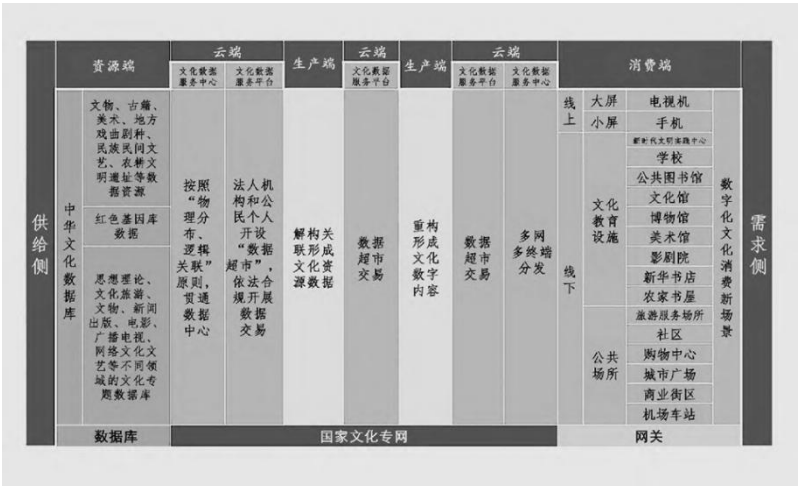 供给侧
资源端
中华文化数据库
文物、古籍、
美术、地方
戏曲剧种、
民族民间文
艺、农耕文
明遗址等数
据资源
红色基因库
数据
思想理论、
文化旅游、
文物、新闻
出版、电影、
广播电视、
网络文化文
艺等不同领
域的文化专
题数据库
数据库
云端
文化数据
服务中心
按照
“物
理分
布、
逻辑
关联”
原则,
贯通
数据
中心
文化数据
服务平台
法人机
构和公
民个人
开设
“数据
超市”,
依法合
规开展
数据
交易
生产端
解构关
联形成
文化资
源数据
云端
文化数据
服务平台
数据
超市
交易
生产端
重构
形成
文化
数字
内容
云端
文化数据
服务平台
数据
超市
交易
文化数据
服务中心
多网
多终端
分发
国家文化专网
消费端
线上
大屏
电视机
小屏
手机
线下
文化
教育
设施
新时代文明实践中心
学校
公共图书馆
文化馆
博物馆
美术馆
影剧院
新华书店
农家书屋
公共
场所
旅游服务场所
社区
购物中心
城市广场
商业街区
机场车站
数字化文化消费新场景
网关
需求侧